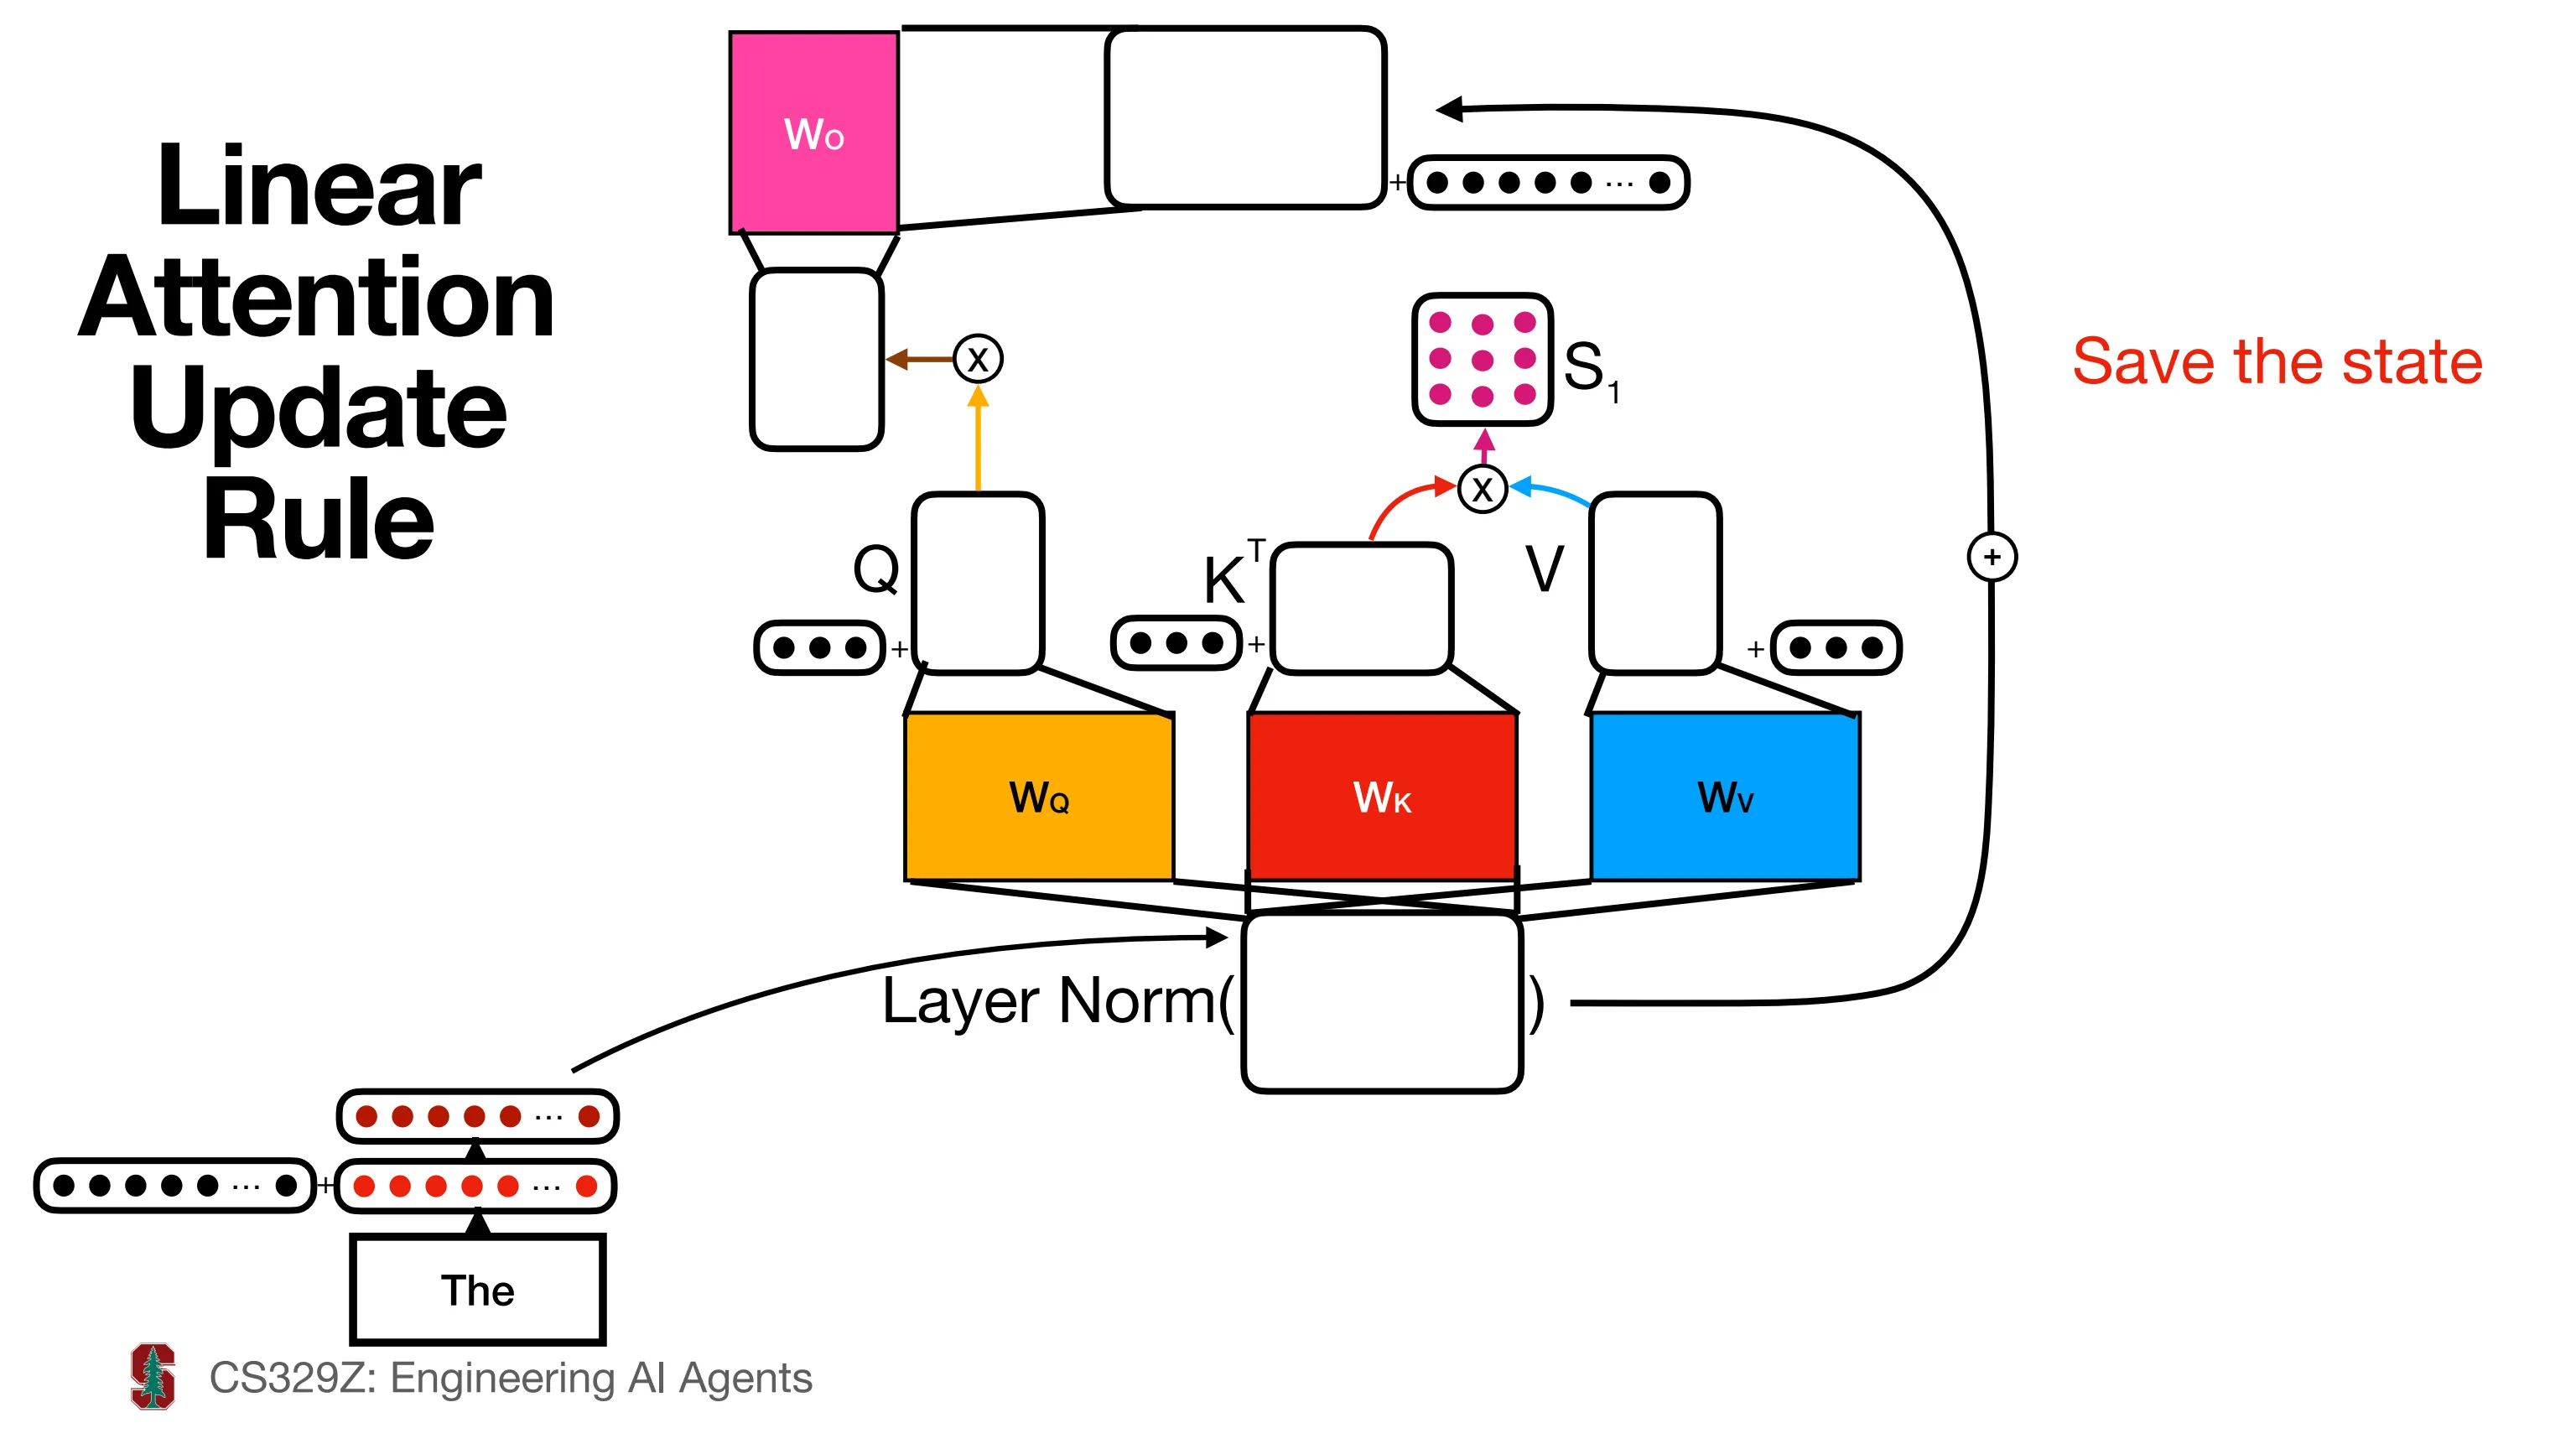 Linear
Attention
Update
Rule
WO
+ ...
X
S1
Save the state
X
Q
KT
V
+
+
+
+
WQ
WK
WV
Layer Norm( )
...
... + ...
The
CS329Z: Engineering AI Agents